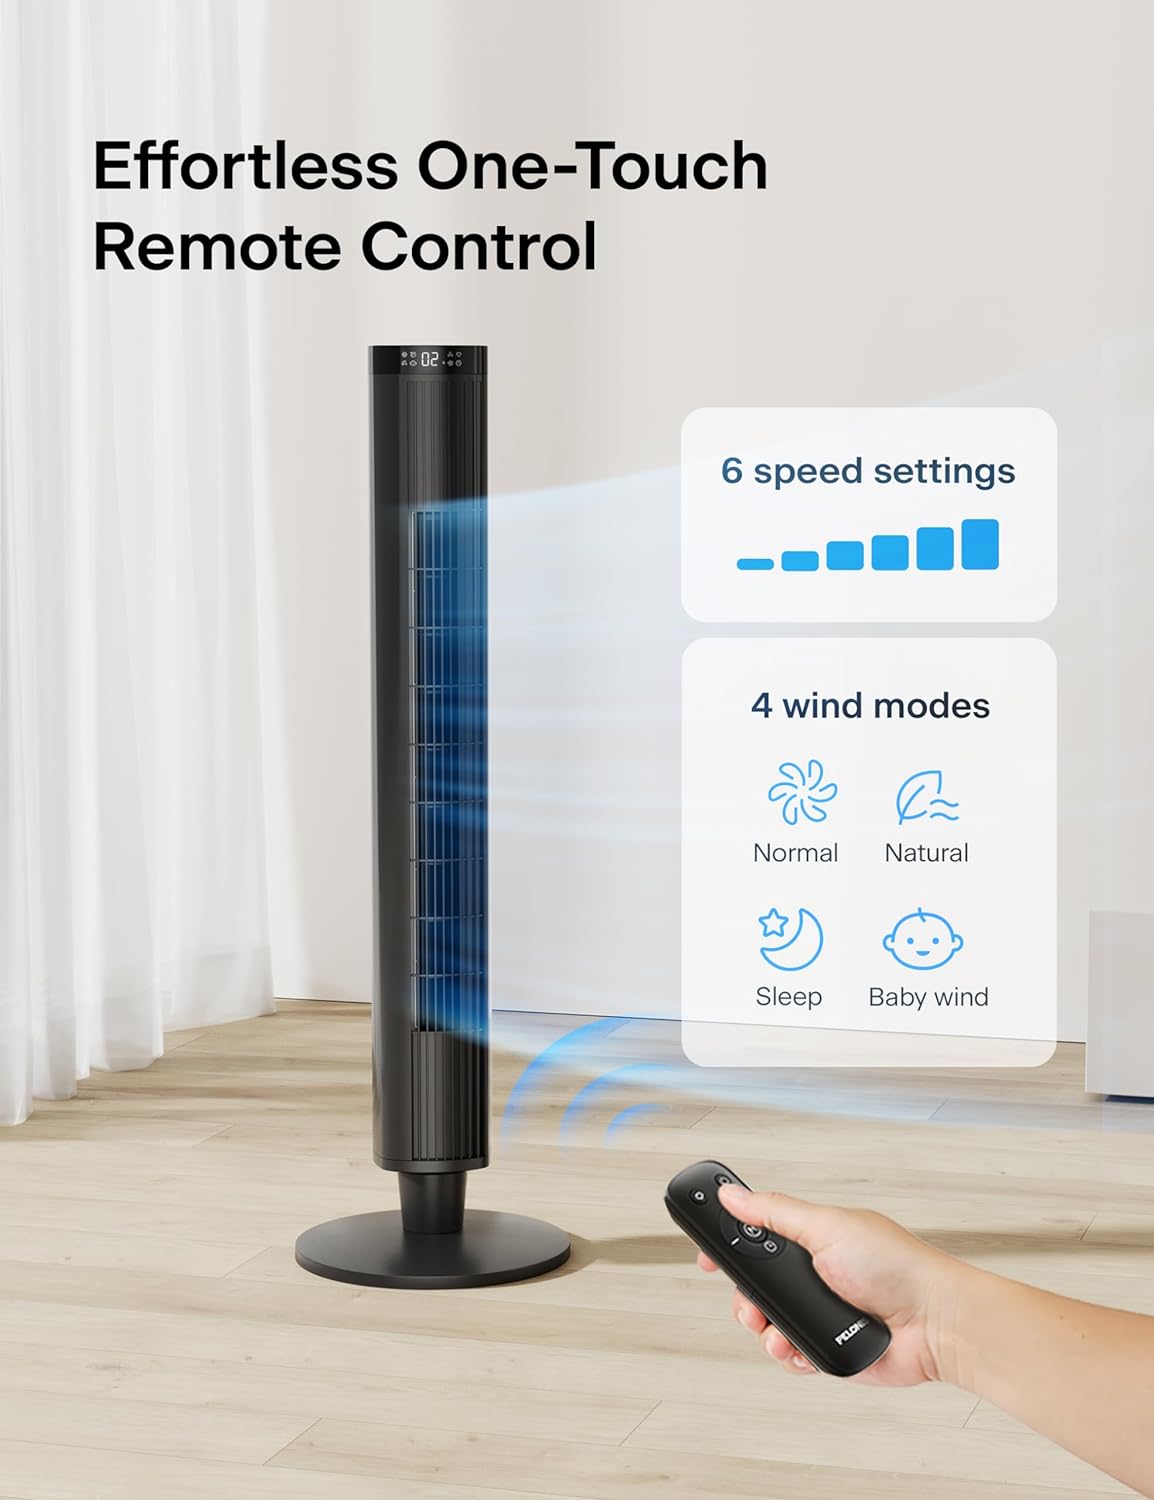 Effortless One-Touch
Remote Control
02
6 speed settings
4 wind modes
Normal
Natural
Sleep
Baby wind